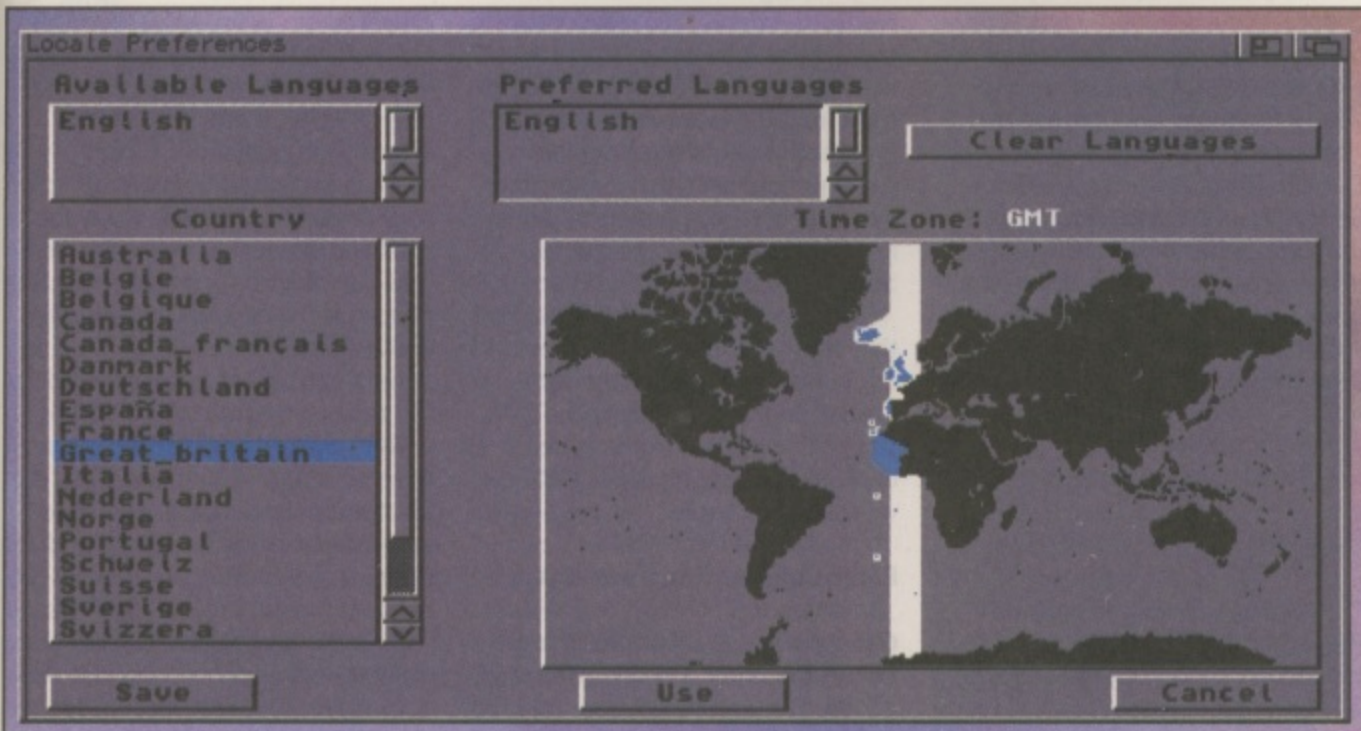 Locale Preferences
Available Languages
English
Preferred Languages
English
Clear Languages
Country
Australia
Belgie
Belgique
Canada
Canada_français
Danmark
Deutschland
España
France
Great_britain
Italia
Nederland
Norge
Portugal
Schweiz
Suisse
Sverige
Svizzera
Time Zone: GMT
Save
Use
Cancel